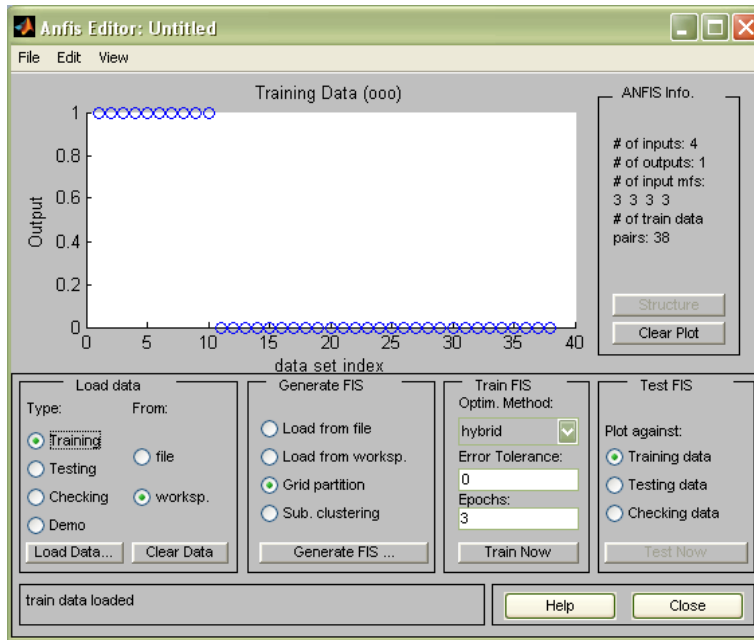 Anfis Editor: Untitled
File Edit View
Training Data (ooo)
1
0.8
0.6
0.4
0.2
0
Output
0 5 10 15 20 25 30 35 40
data set index
ANFIS Info.
# of inputs: 4
# of outputs: 1
# of input mfs:
3 3 3 3
# of train data
pairs: 38
Structure
Clear Plot
Load data
Type: From:
Training
file
Testing
Checking
worksp.
Demo
Load Data... Clear Data
Generate FIS
Load from file
Load from worksp.
Grid partition
Sub. clustering
Generate FIS ...
Train FIS
Optim. Method:
hybrid
Error Tolerance:
0
Epochs:
3
Train Now
Test FIS
Plot against:
Training data
Testing data
Checking data
Test Now
train data loaded
Help Close